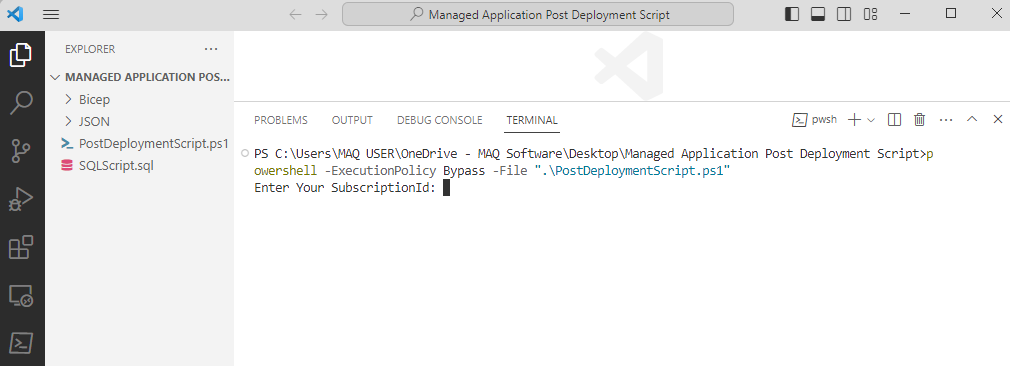 Managed Application Post Deployment Script
EXPLORER
MANAGED APPLICATION POS...
Bicep
JSON
PostDeploymentScript.ps1
SQLScript.sql
PROBLEMS OUTPUT DEBUG CONSOLE TERMINAL
pwsh
PS C:\Users\MAQ USER\OneDrive - MAQ Software\Desktop\Managed Application Post Deployment Script>p
owershell -ExecutionPolicy Bypass -File ".\PostDeploymentScript.ps1"
Enter Your SubscriptionId: